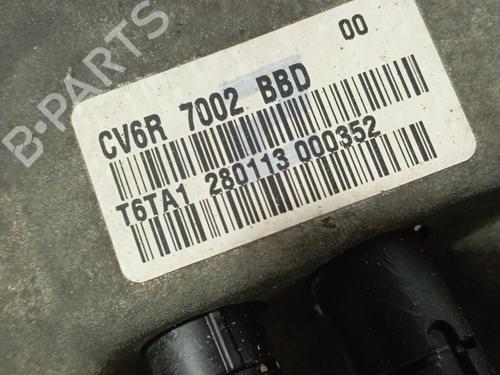 00
CV6R 7002 BBD
T6TA1 280113 000352
B-PARTS